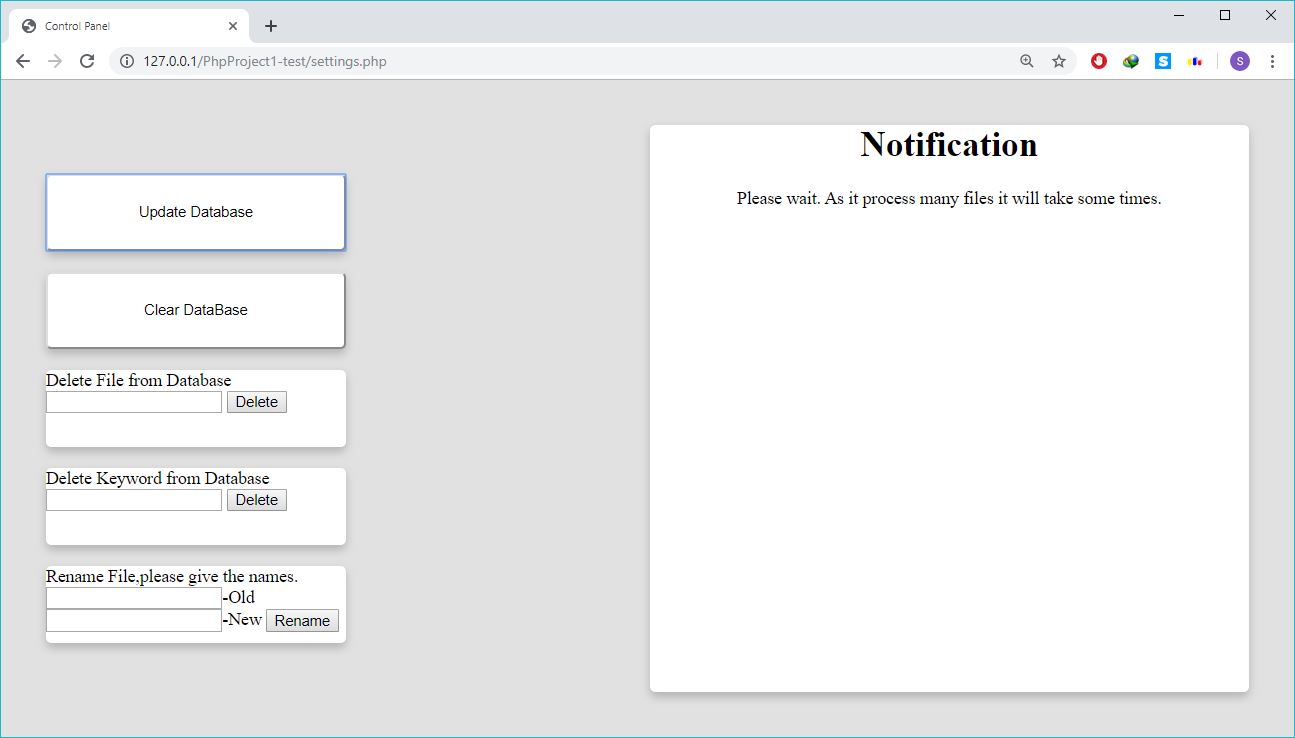 Control Panel
127.0.0.1/PhpProject1-test/settings.php
S
S
Update Database
Clear DataBase
Delete File from Database
Delete
Delete Keyword from Database
Delete
Rename File,please give the names.
-Old
-New Rename
Notification
Please wait. As it process many files it will take some times.